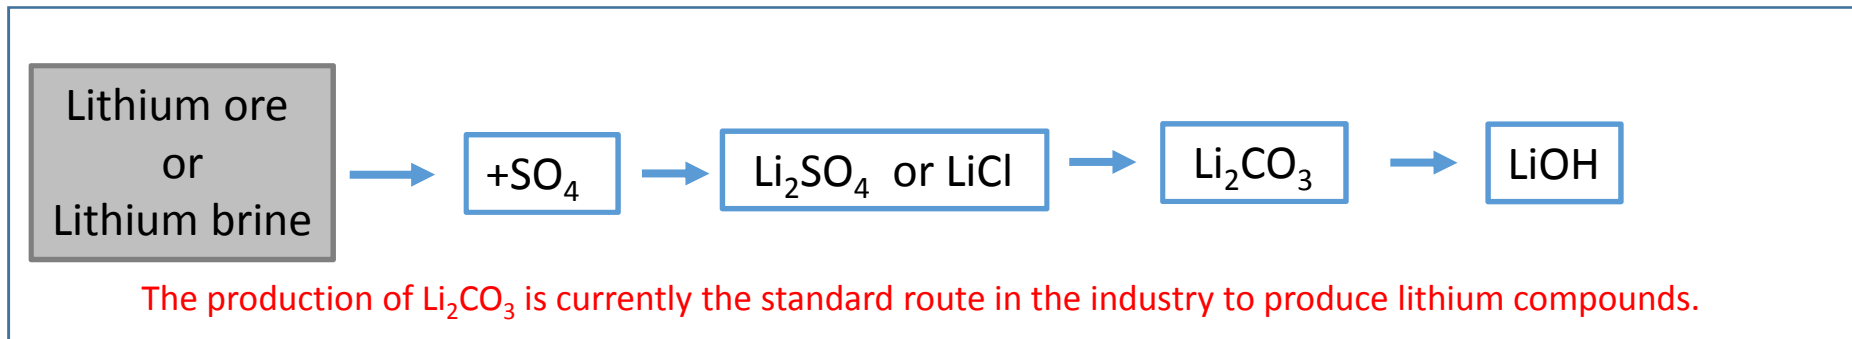 Lithium ore
or
Lithium brine
+SO₄
Li₂SO₄ or LiCl
Li₂CO₃
LiOH
The production of Li₂CO₃ is currently the standard route in the industry to produce lithium compounds.